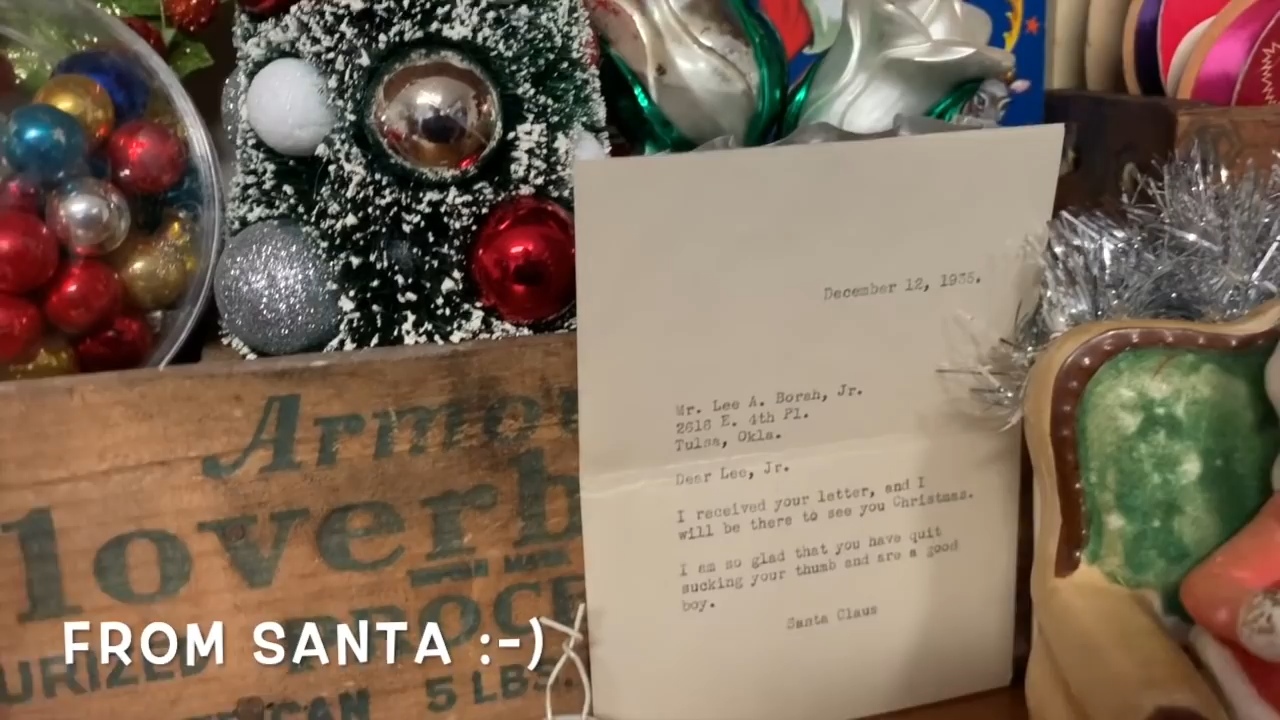 December 12, 1935.
Mr. Lee A. Borah, Jr.
2616 E. 4th Pl.
Tulsa, Okla.
Dear Lee, Jr.
I received your letter, and I
will be there to see you Christmas.
I am so glad that you have quit
sucking your thumb and are a good
boy.
Santa Claus
Armou
loverb
PROCE
URIZED
5 LBS.
FROM SANTA :-)